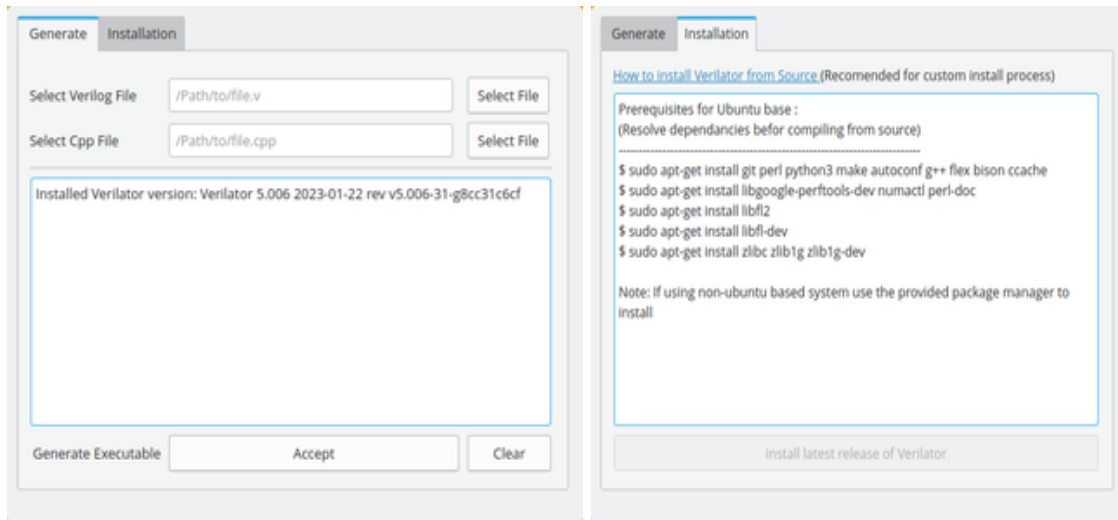 Generate Installation
Select Verilog File /Path/to/file.v Select File
Select Cpp File /Path/to/file.cpp Select File
Installed Verilator version: Verilator 5.006 2023-01-22 rev v5.006-31-g8cc31c6cf
Generate Executable Accept Clear
Generate Installation
How to install Verilator from Source (Recomended for custom install process)
Prerequisites for Ubuntu base :
(Resolve dependancies befor compiling from source)
--------------------------------------------------------------------------------
$ sudo apt-get install git perl python3 make autoconf g++ flex bison ccache
$ sudo apt-get install libgoogle-perftools-dev numactl perl-doc
$ sudo apt-get install libfl2
$ sudo apt-get install libfl-dev
$ sudo apt-get install zlibc zlib1g zlib1g-dev
Note: If using non-ubuntu based system use the provided package manager to
install
Install latest release of Verilator